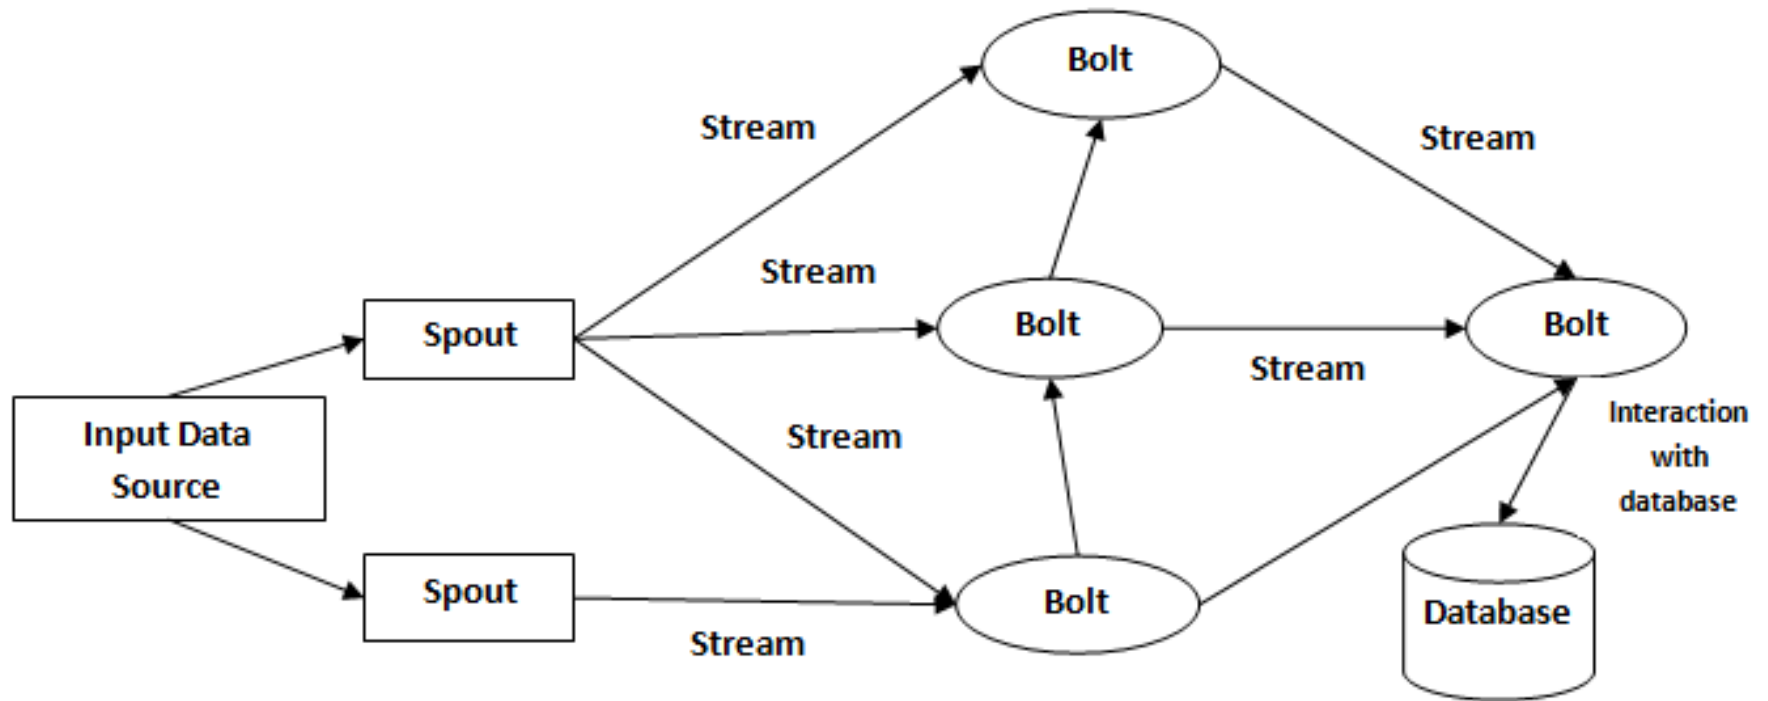 Bolt
Stream
Stream
Stream
Spout
Bolt
Bolt
Stream
Input Data
Source
Stream
Interaction
with
database
Spout
Bolt
Database
Stream